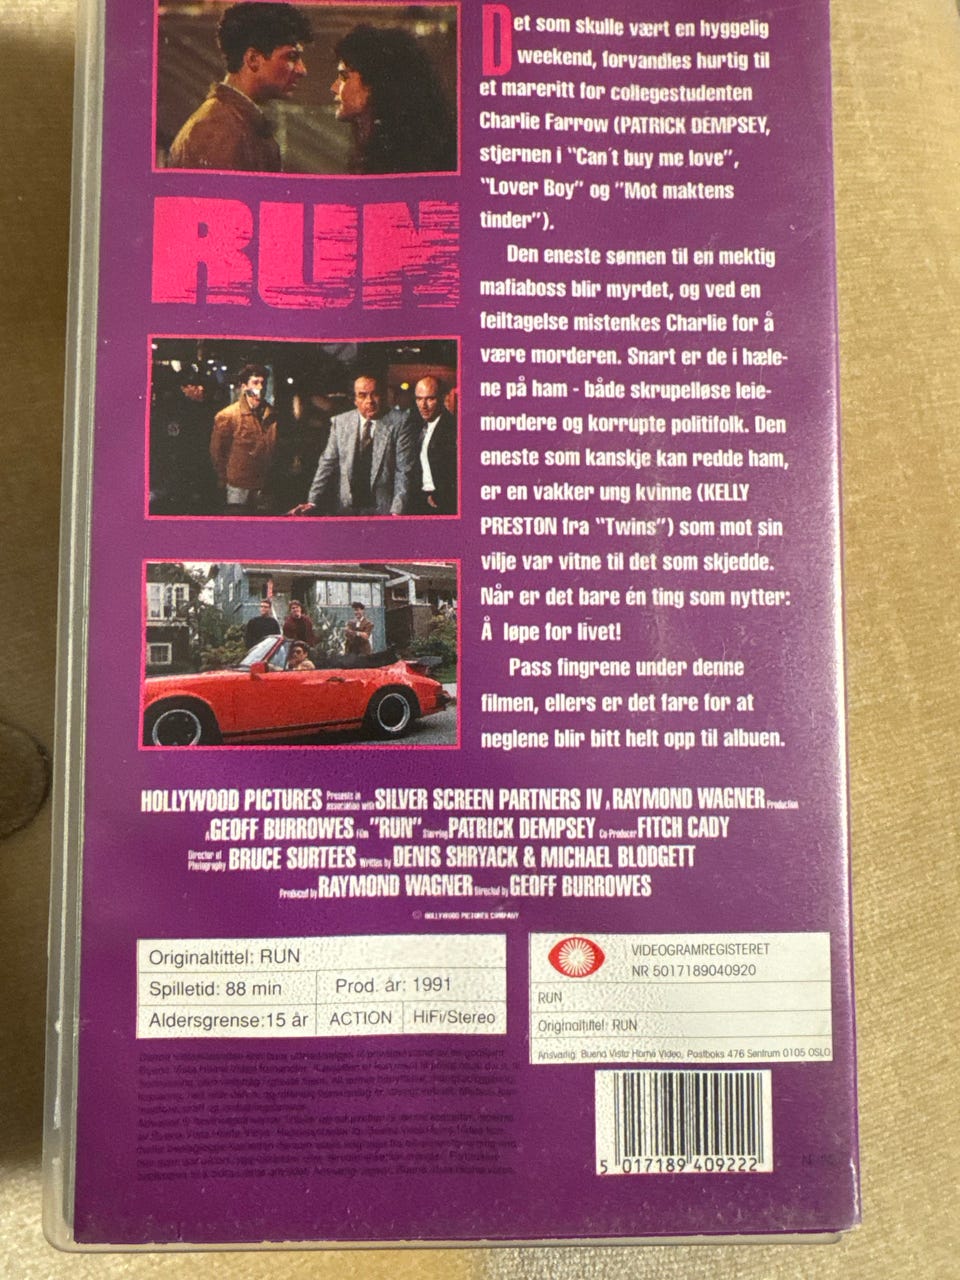 Det som skulle vært en hyggelig
weekend, forvandles hurtig til
et mareritt for collegestudenten
Charlie Farrow (PATRICK DEMPSEY,
stjernen i "Can't buy me love",
"Lover Boy" og "Mot maktens
tinder").
Den eneste sønnen til en mektig
mafiaboss blir myrdet, og ved en
feiltagelse mistenkes Charlie for å
være morderen. Snart er de i hæle-
ne på ham - både skrupelløse leie-
mordere og korrupte politifolk. Den
eneste som kanskje kan redde ham,
er en vakker ung kvinne (KELLY
PRESTON fra "Twins") som mot sin
vilje var vitne til det som skjedde.
Når er det bare én ting som nytter:
Å løpe for livet!
Pass fingrene under denne
filmen, ellers er det fare for at
neglene blir bitt helt opp til albuen.
RUN
HOLLYWOOD PICTURES Presents in association with SILVER SCREEN PARTNERS IV A RAYMOND WAGNER Production
A GEOFF BURROWES Film "RUN" Starring PATRICK DEMPSEY Co-Producer FITCH CADY
Director of Photography BRUCE SURTEES Written by DENIS SHRYACK & MICHAEL BLODGETT
Produced by RAYMOND WAGNER Directed by GEOFF BURROWES
© HOLLYWOOD PICTURES COMPANY
Originaltittel: RUN
Spilletid: 88 min Prod. år: 1991
Aldersgrense:15 år ACTION HiFi/Stereo
VIDEOGRAMREGISTERET
NR 5017189040920
RUN
Originaltittel: RUN
Ansvarlig: Buena Vista Home Video, Postboks 476 Sentrum 0105 OSLO
5 017189 409222